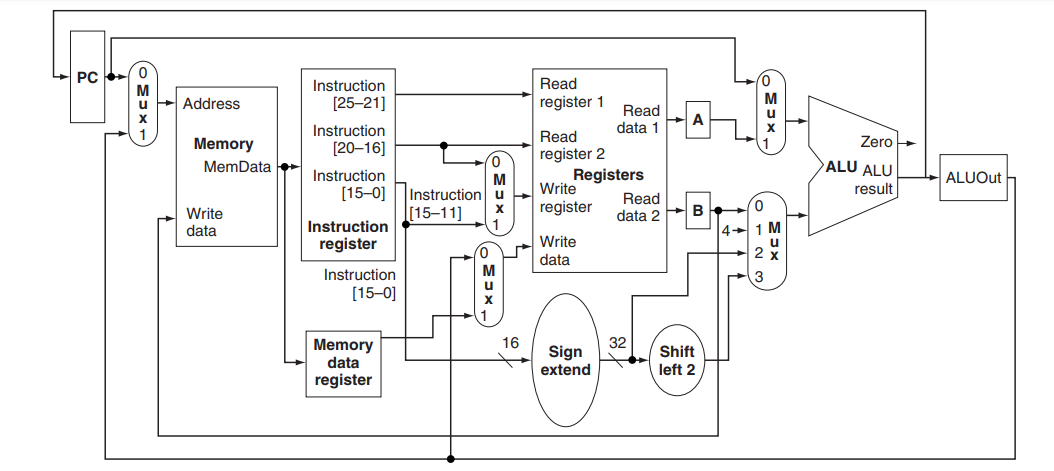 PC
0
M
u
x
1
Address
Memory
MemData
Write
data
Instruction
[25–21]
Instruction
[20–16]
Instruction
[15–0]
Instruction
register
Instruction
[15–0]
Memory
data
register
Instruction
[15–11]
0
M
u
x
1
0
M
u
x
1
Read
register 1
Read
register 2
Registers
Write
register
Write
data
Read
data 1
Read
data 2
16
Sign
extend
32
Shift
left 2
A
B
4
0
M
u
x
1
0
1
M
u
x
2
3
Zero
ALU
ALU
result
ALUOut